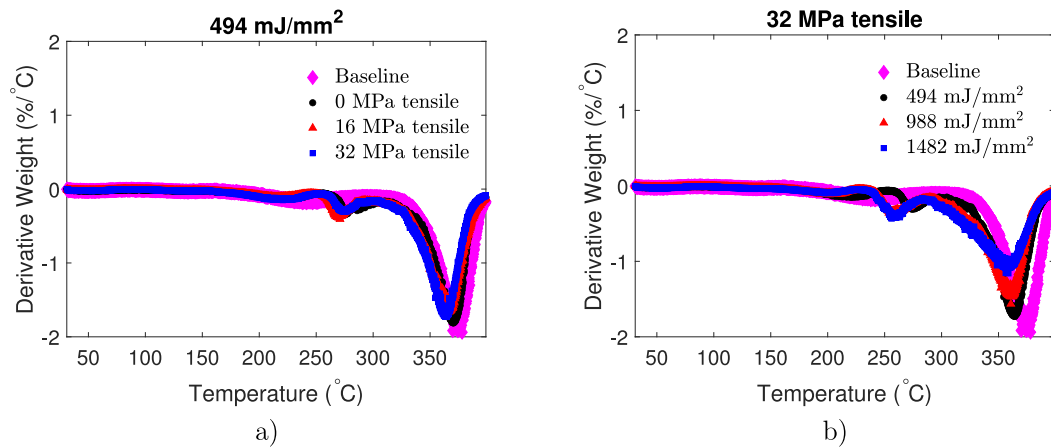 494 mJ/mm²
Derivative Weight (%/°C)
2
1
0
-1
-2
Baseline
0 MPa tensile
16 MPa tensile
32 MPa tensile
50 100 150 200 250 300 350
Temperature (°C)
a)
32 MPa tensile
Derivative Weight (%/°C)
2
1
0
-1
-2
Baseline
494 mJ/mm²
988 mJ/mm²
1482 mJ/mm²
50 100 150 200 250 300 350
Temperature (°C)
b)